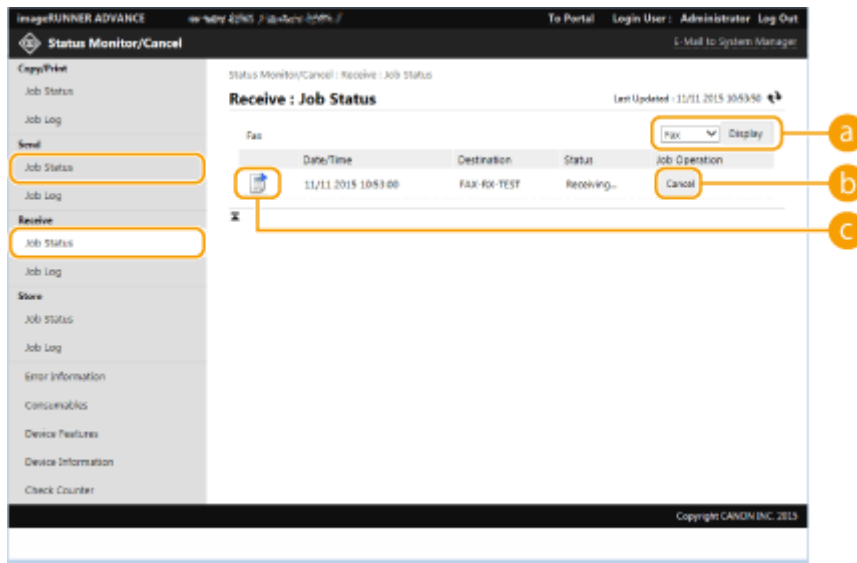 imageRUNNER ADVANCE
To Portal Login User : Administrator Log Out
Status Monitor/Cancel
E-Mail to System Manager
Copy/Print
Job Status
Job Log
Send
Job Status
Job Log
Receive
Job Status
Job Log
Store
Job Status
Job Log
Error Information
Consumables
Device Features
Device Information
Check Counter
Status Monitor/Cancel : Receive : Job Status
Receive : Job Status
Last Updated : 11/11 2015 10:53:50
Fax
Fax Display
Date/Time Destination Status Job Operation
11/11 2015 10:53:00 FAX-RX-TEST Receiving... Cancel
a
b
c
Copyright CANON INC. 2015